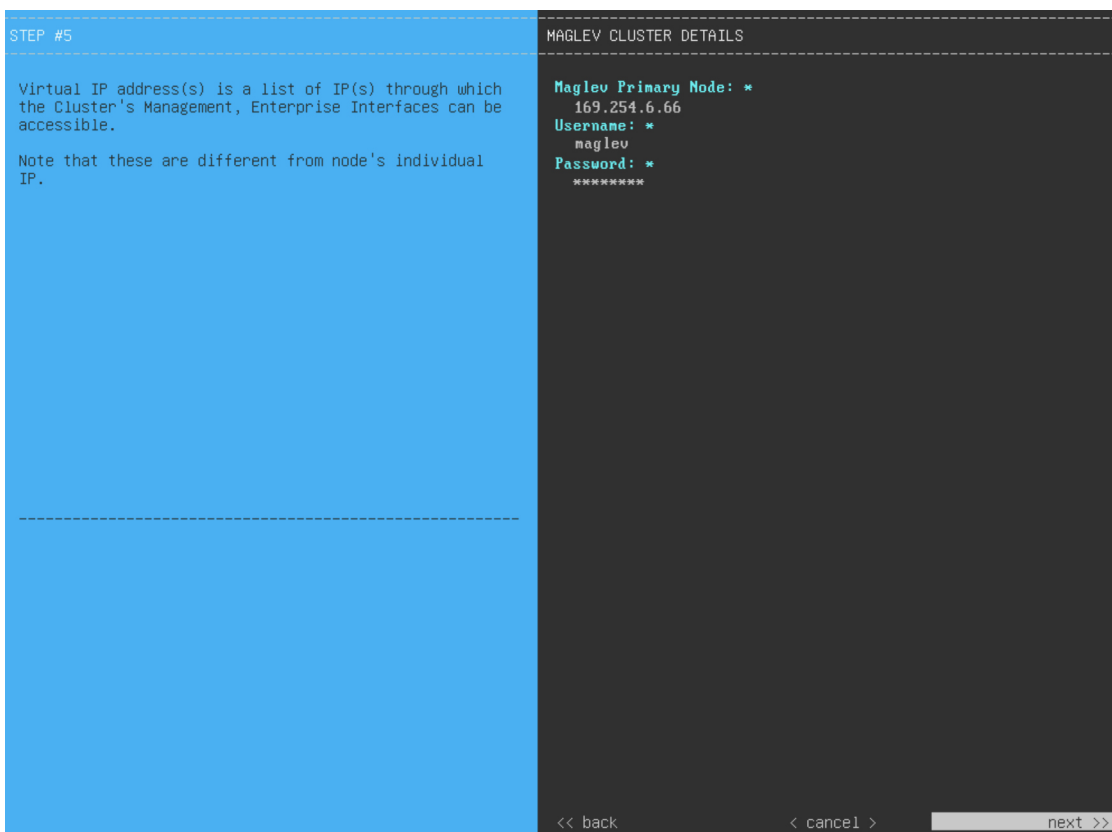 STEP #5
Virtual IP address(s) is a list of IP(s) through which
the Cluster's Management, Enterprise Interfaces can be
accessible.
Note that these are different from node's individual
IP.
MAGLEV CLUSTER DETAILS
Maglev Primary Node: *
169.254.6.66
Username: *
maglev
Password: *
********
<< back
< cancel >
next >>